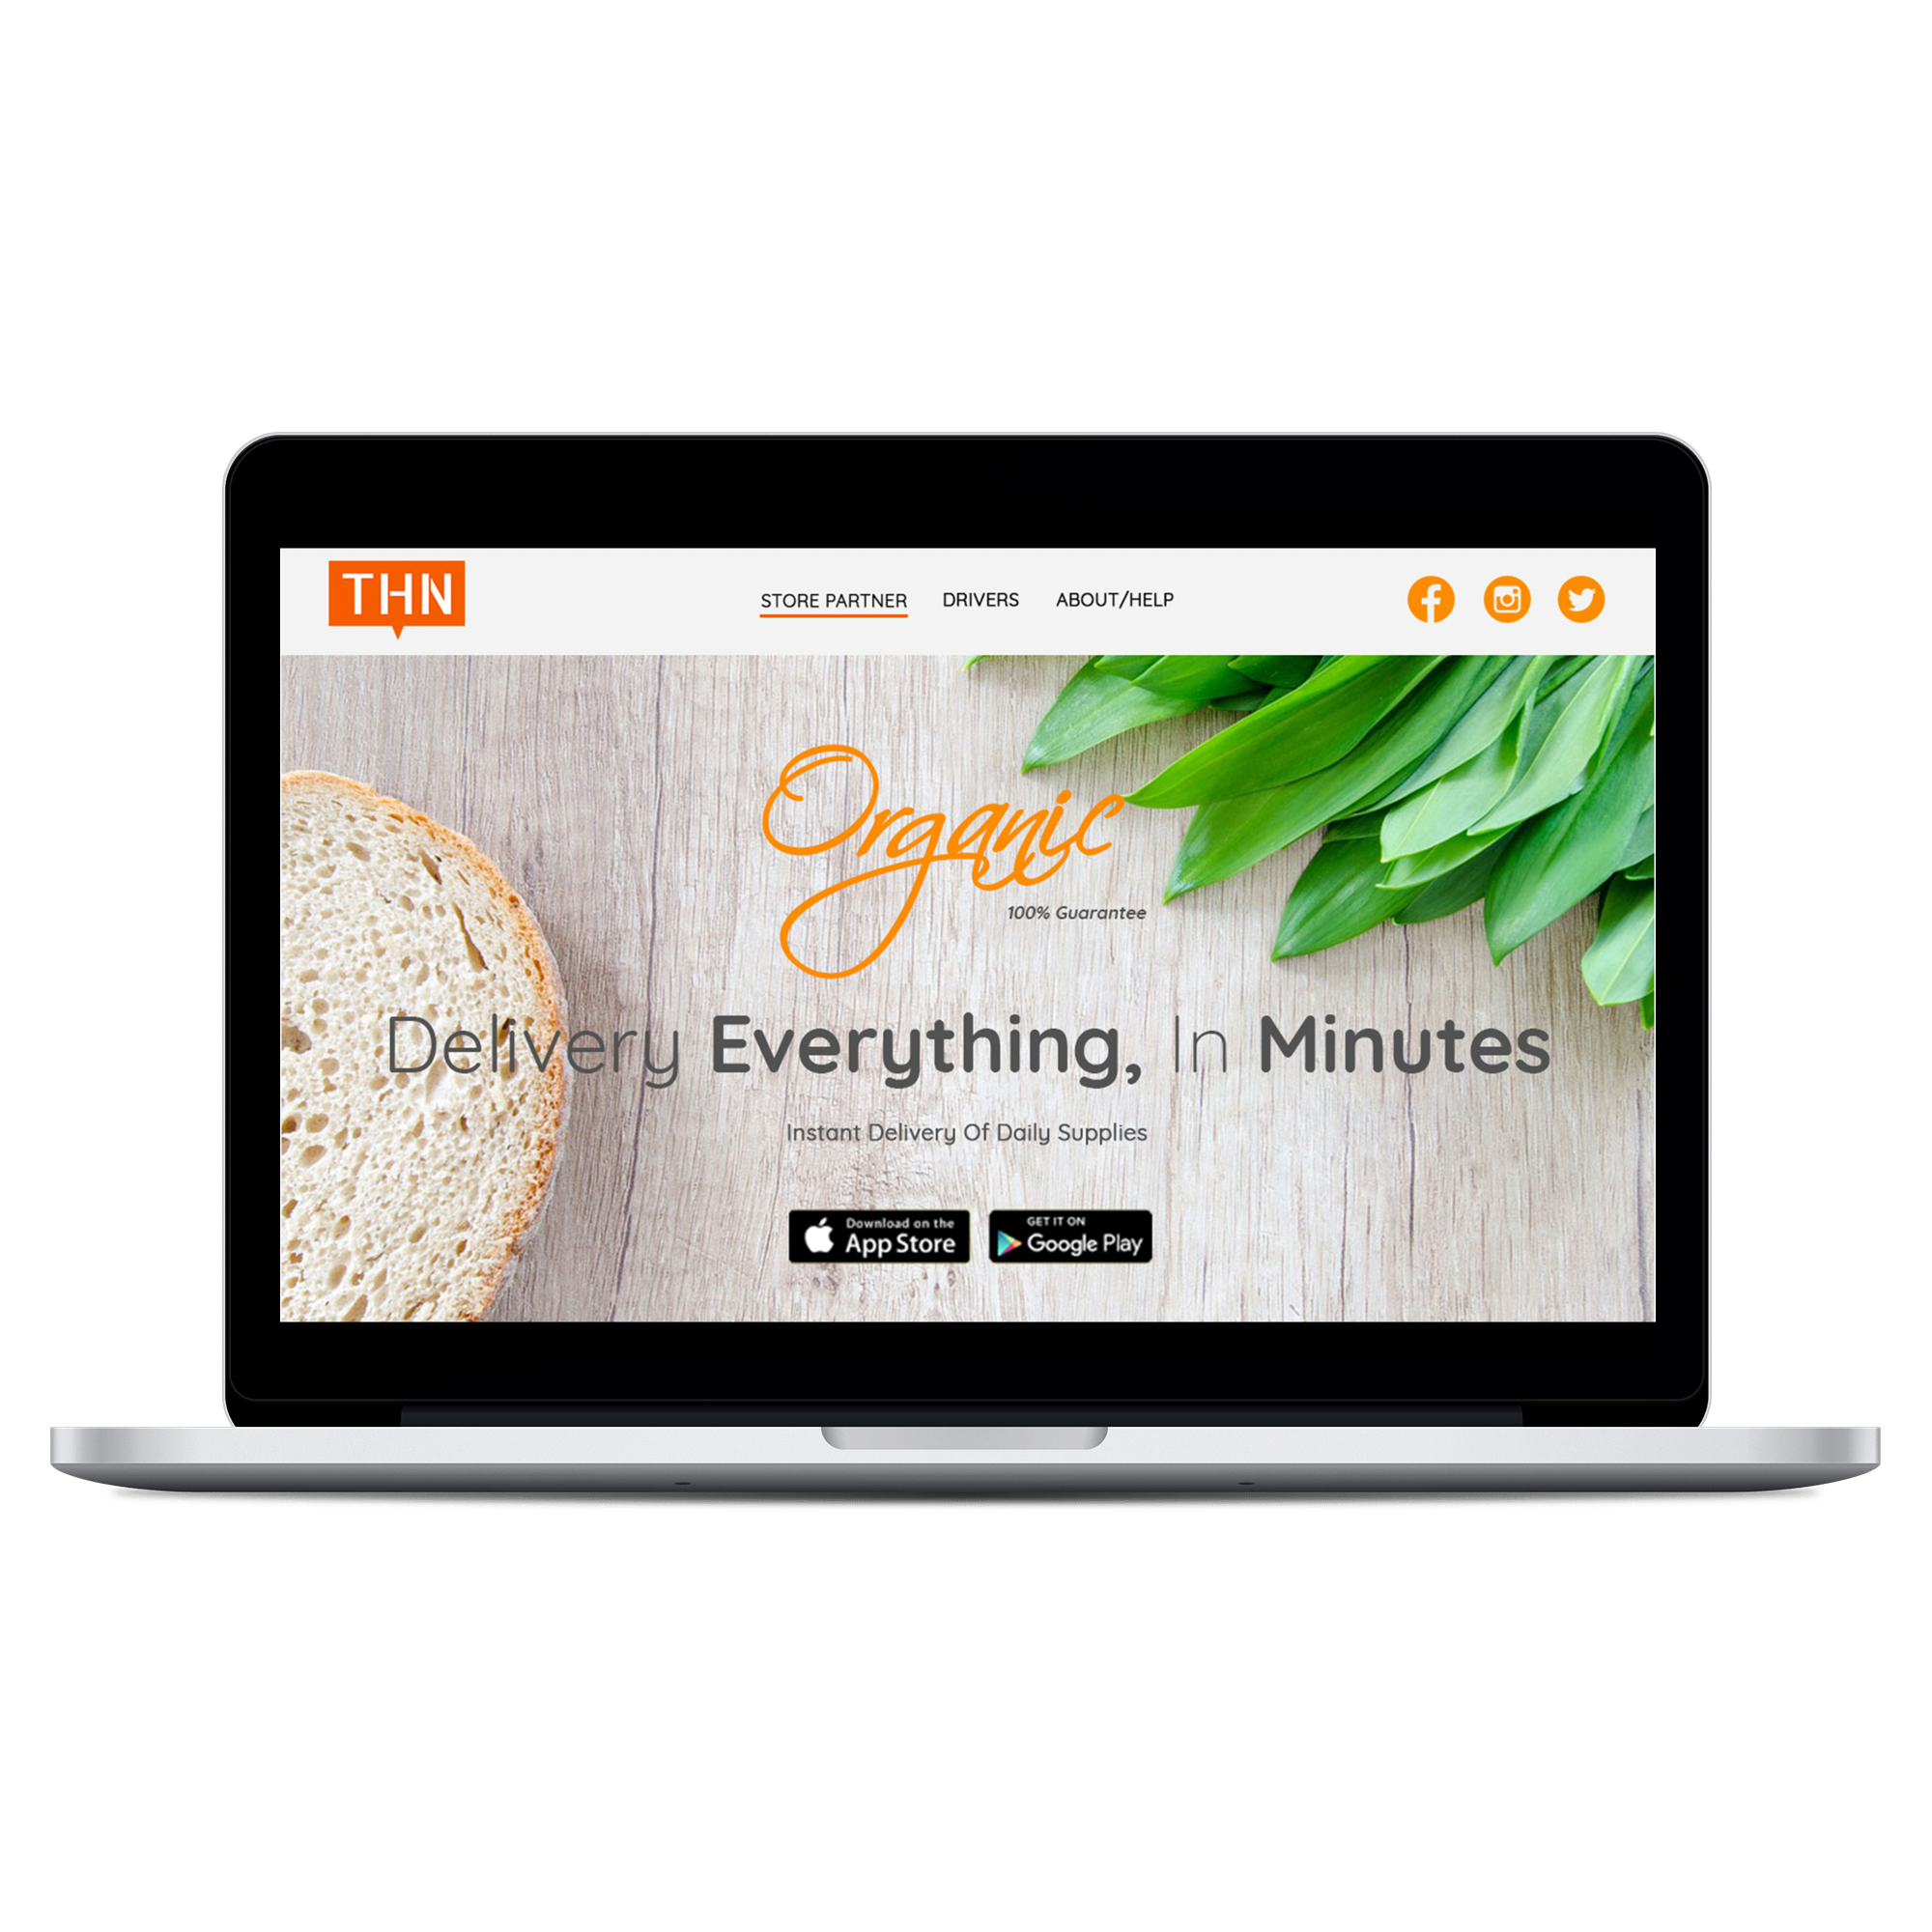 THN
STORE PARTNER DRIVERS ABOUT/HELP
Organic
100% Guarantee
Delivery Everything, In Minutes
Instant Delivery Of Daily Supplies
Download on the App Store
GET IT ON Google Play